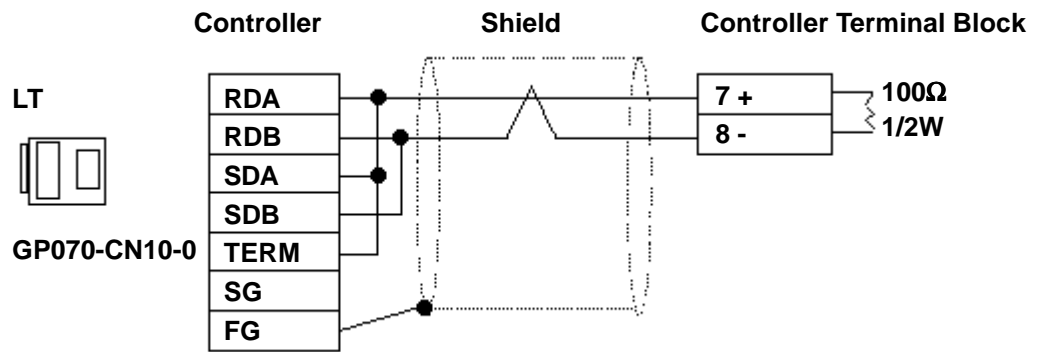 Controller Shield Controller Terminal Block
LT
RDA
RDB
SDA
SDB
TERM
SG
FG
GP070-CN10-0
7 +
8 -
100Ω
1/2W